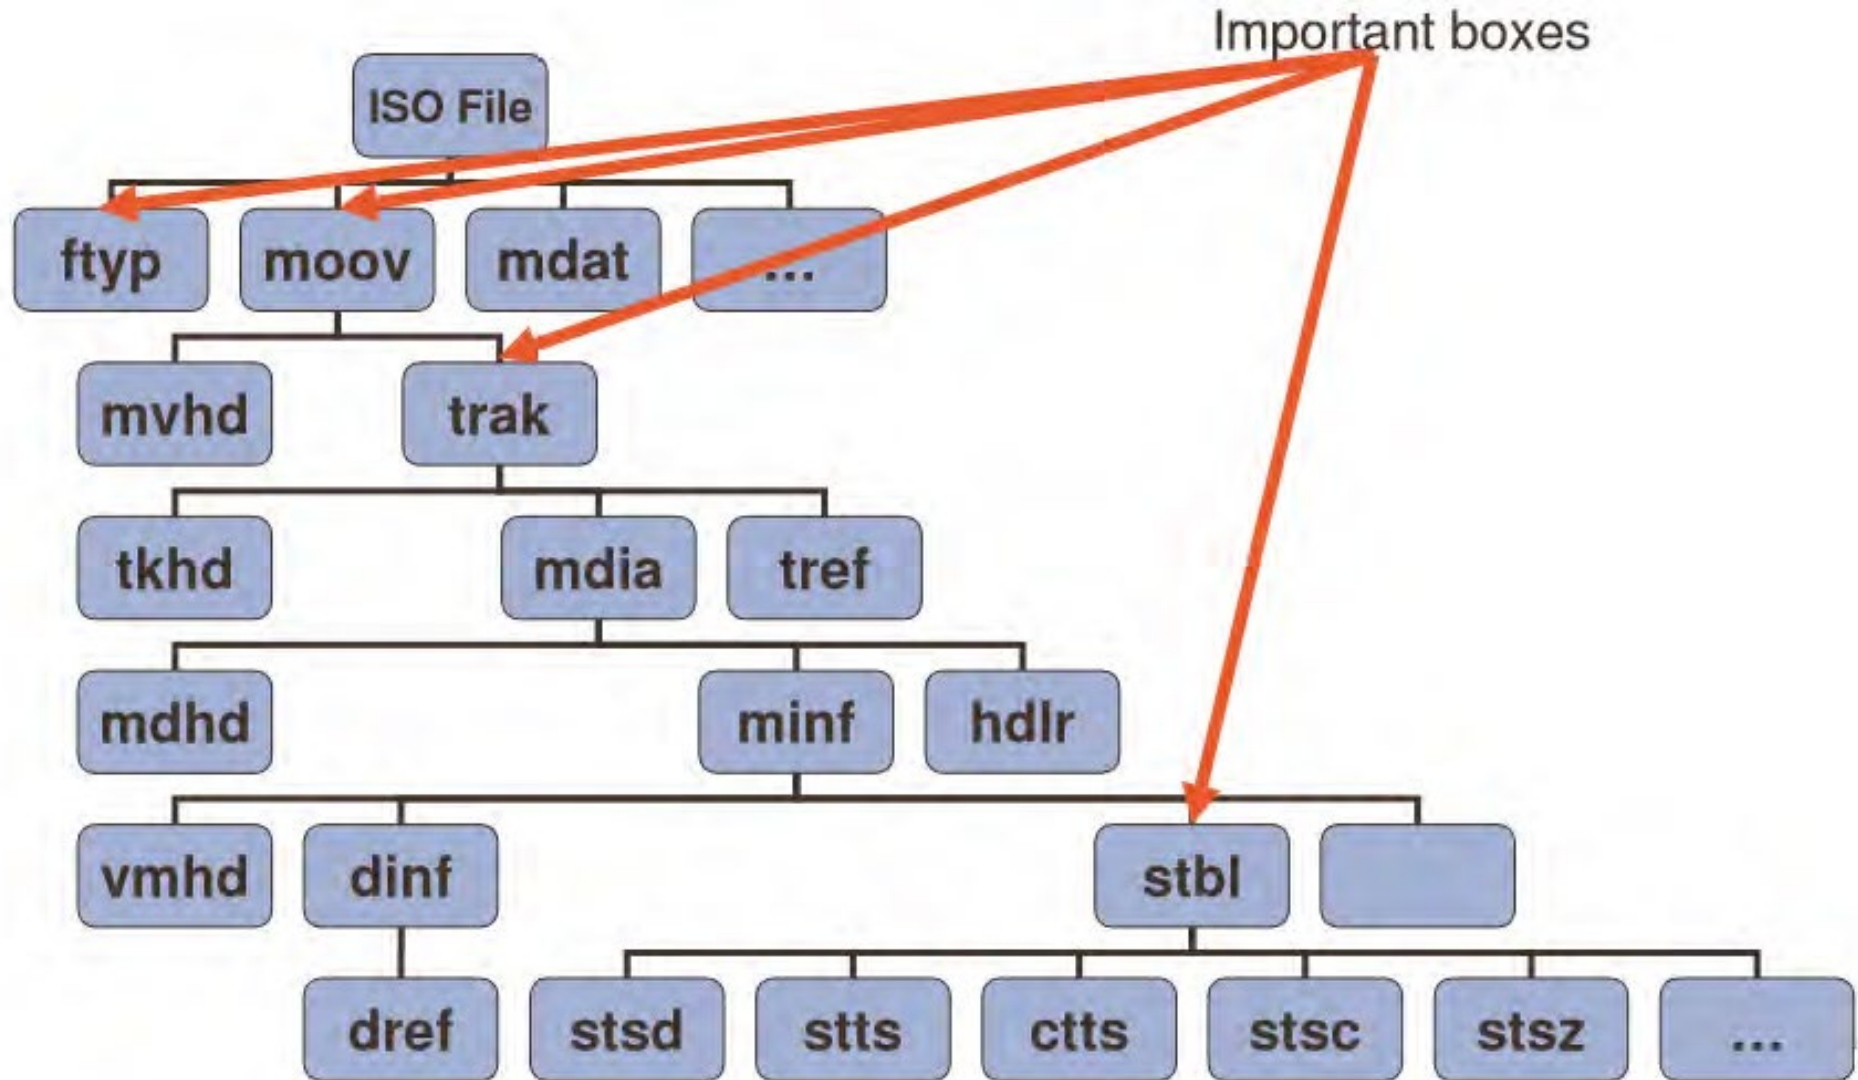 Important boxes
ISO File
ftyp moov mdat ...
mvhd trak
tkhd mdia tref
mdhd minf hdlr
vmhd dinf stbl
dref stsd stts ctts stsc stsz ...